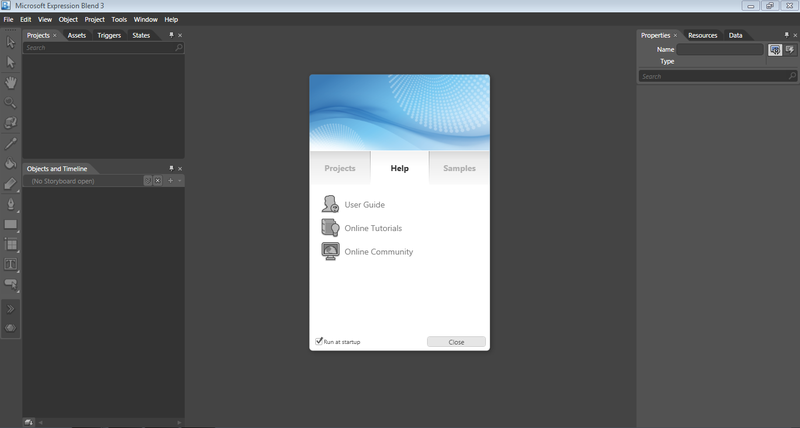 Microsoft Expression Blend 3
File Edit View Object Project Tools Window Help
Projects × Assets Triggers States
Search
Objects and Timeline
(No Storyboard open)
Projects Help Samples
User Guide
Online Tutorials
Online Community
Run at startup
Close
Properties × Resources Data
Name
Type
Search